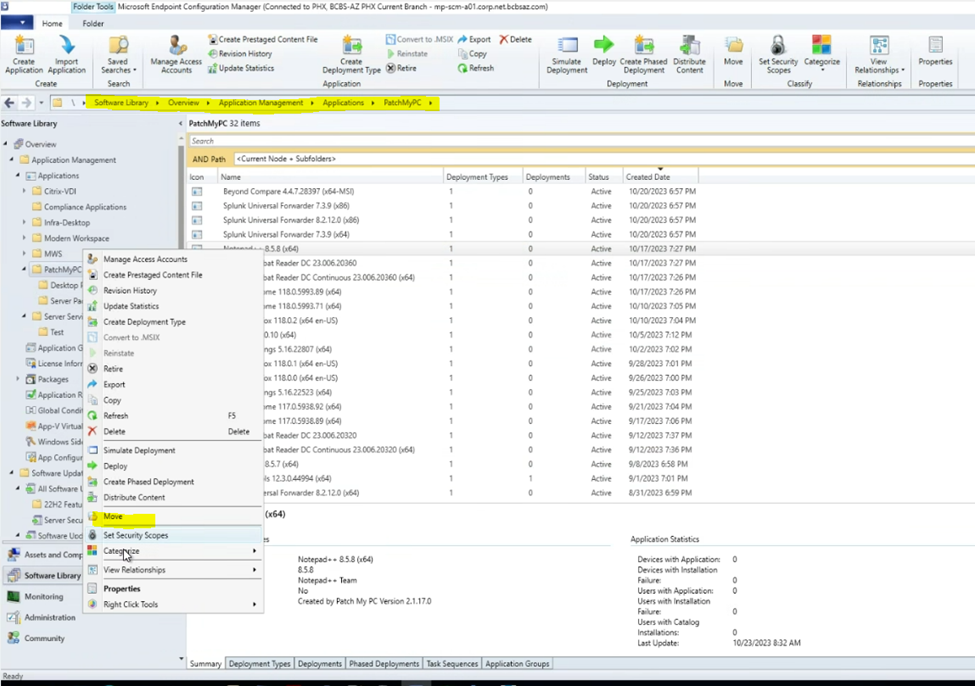 Folder Tools Microsoft Endpoint Configuration Manager (Connected to PHX, BCBS-AZ PHX Current Branch - mp-scm-a01.corp.net.bcbsaz.com)
Home Folder
Create Application
Import Application
Create
Saved Searches
Search
Manage Access Accounts
Create Prestaged Content File
Revision History
Update Statistics
Create Deployment Type
Convert to .MSIX
Reinstate
Retire
Export
Copy
Refresh
Delete
Application
Simulate Deployment
Deploy
Create Phased Deployment
Distribute Content
Deployment
Move
Move
Set Security Scopes
Categorize
Classify
View Relationships
Relationships
Properties
Properties
\ Software Library Overview Application Management Applications PatchMyPC
Software Library
Overview
Application Management
Applications
Citrix-VDI
Compliance Applications
Infra-Desktop
Modern Workspace
MWS
PatchMyPC
Desktop
Server Pa
Server Servi
Test
Application G
License Inforn
Packages
Application R
Global Condi
App-V Virtual
Windows Side
App Configur
Software Updat
All Software U
22H2 Featu
Server Secu
Software Upd
Assets and Comp
Software Library
Monitoring
Administration
Community
Manage Access Accounts
Create Prestaged Content File
Revision History
Update Statistics
Create Deployment Type
Convert to .MSIX
Reinstate
Retire
Export
Copy
Refresh F5
Delete Delete
Simulate Deployment
Deploy
Create Phased Deployment
Distribute Content
Move
Set Security Scopes
Categorize
View Relationships
Properties
Right Click Tools
PatchMyPC 32 items
Search
AND Path <Current Node + Subfolders>
Icon Name Deployment Types Deployments Status Created Date
Beyond Compare 4.4.7.28397 (x64-MSI) 1 0 Active 10/20/2023 6:57 PM
Splunk Universal Forwarder 7.3.9 (x86) 1 0 Active 10/20/2023 6:57 PM
Splunk Universal Forwarder 8.2.12.0 (x86) 1 0 Active 10/20/2023 6:57 PM
Splunk Universal Forwarder 7.3.9 (x64) 1 0 Active 10/20/2023 6:57 PM
Notepad++ 8.5.8 (x64) 1 0 Active 10/17/2023 7:27 PM
bat Reader DC 23.006.20360 1 0 Active 10/17/2023 7:27 PM
bat Reader DC Continuous 23.006.20360 (x64) 1 0 Active 10/17/2023 7:26 PM
ome 118.0.5993.89 (x64) 1 0 Active 10/17/2023 7:26 PM
ome 118.0.5993.71 (x64) 1 0 Active 10/10/2023 7:05 PM
ox 118.0.2 (x64 en-US) 1 0 Active 10/10/2023 7:04 PM
0.10 (x64) 1 0 Active 10/5/2023 7:12 PM
ngs 5.16.22807 (x64) 1 0 Active 10/2/2023 7:02 PM
ox 118.0.1 (x64 en-US) 1 0 Active 9/28/2023 7:01 PM
ox 118.0.0 (x64 en-US) 1 0 Active 9/26/2023 7:00 PM
ngs 5.16.22523 (x64) 1 0 Active 9/25/2023 7:03 PM
ome 117.0.5938.92 (x64) 1 0 Active 9/21/2023 7:04 PM
ome 117.0.5938.89 (x64) 1 0 Active 9/17/2023 7:06 PM
bat Reader DC 23.006.20320 1 0 Active 9/12/2023 7:37 PM
bat Reader DC Continuous 23.006.20320 (x64) 1 0 Active 9/12/2023 7:36 PM
8.5.7 (x64) 1 0 Active 9/8/2023 6:58 PM
ls 12.3.0.44994 (x64) 1 1 Active 9/1/2023 7:01 PM
ersal Forwarder 8.2.12.0 (x64) 1 0 Active 8/31/2023 6:59 PM
(x64)
es
Notepad++ 8.5.8 (x64)
8.5.8
Notepad++ Team
No
Created by Patch My PC Version 2.1.17.0
Application Statistics
Devices with Application: 0
Devices with Installation
Failure: 0
Users with Application: 0
Users with Installation
Failure: 0
Users with Catalog
Installations: 0
Last Update: 10/23/2023 8:32 AM
Summary Deployment Types Deployments Phased Deployments Task Sequences Application Groups
Ready